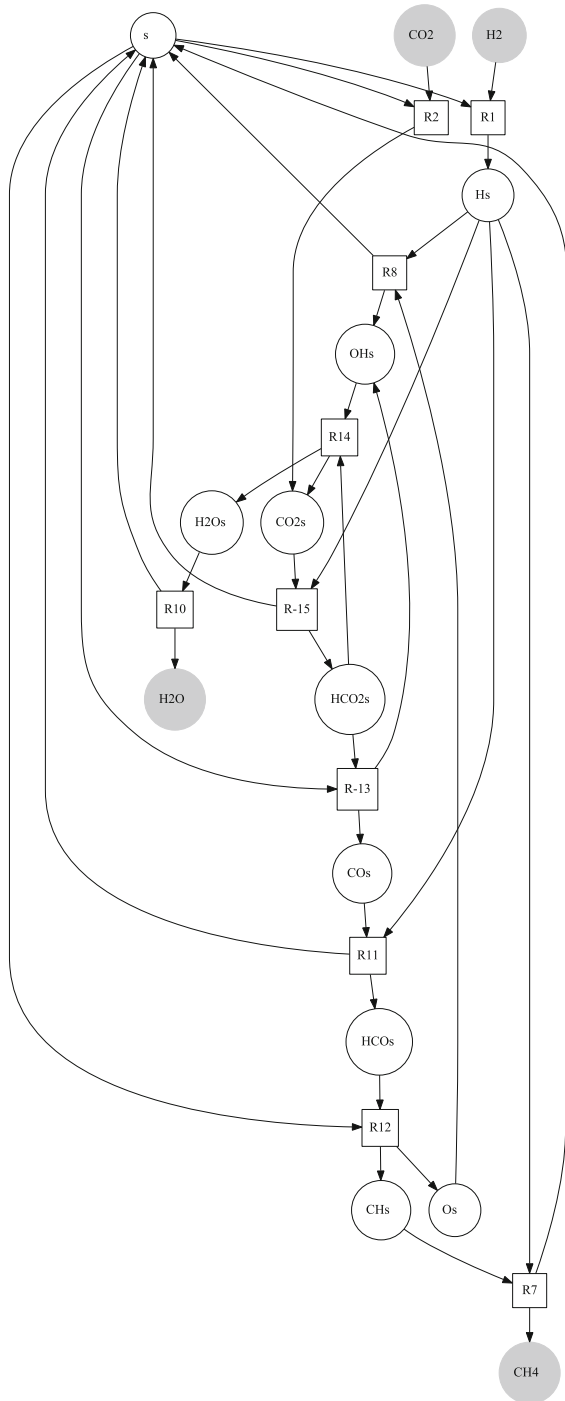 s
CO2
H2
R2
R1
Hs
R8
OHs
R14
H2Os
CO2s
R10
R-15
H2O
HCO2s
R-13
COs
R11
HCOs
R12
CHs
Os
R7
CH4